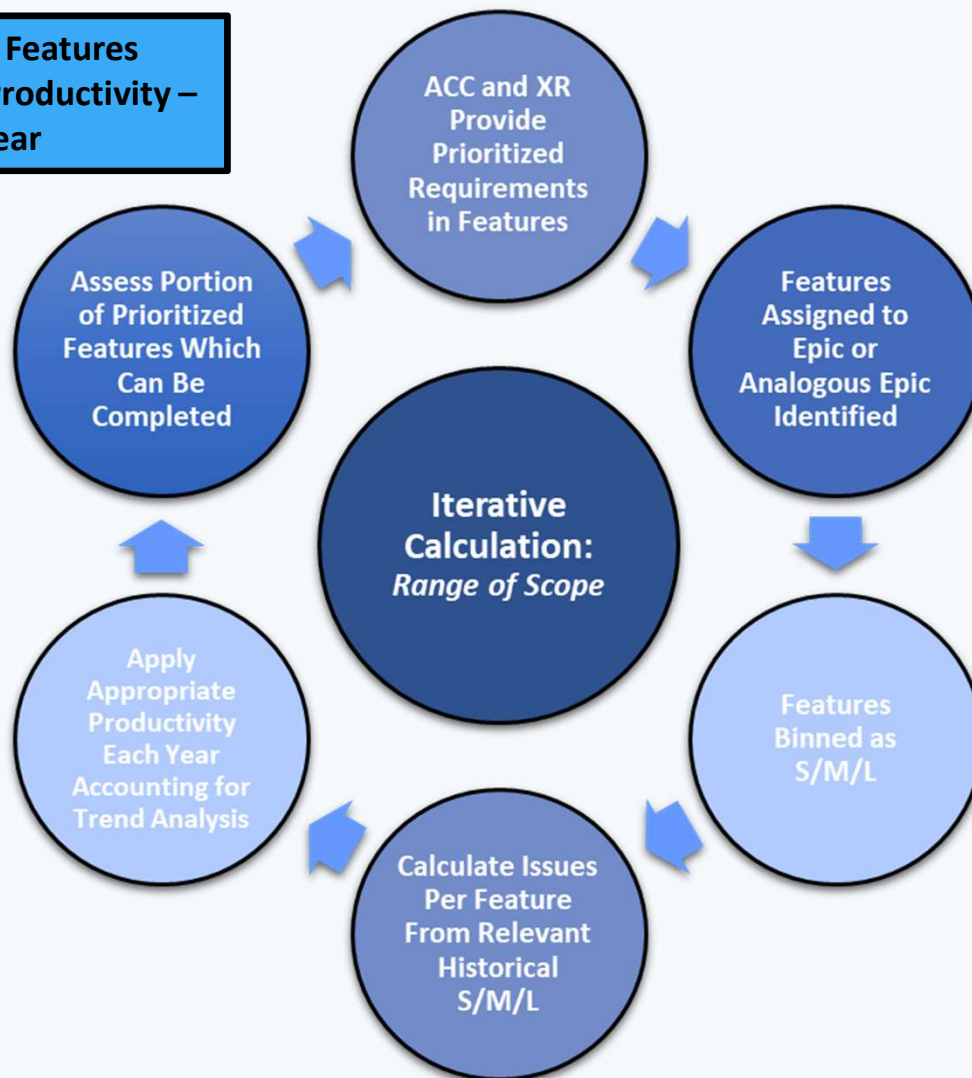 Features
roductivity –
ear
ACC and XR
Provide
Prioritized
Requirements
in Features
Features
Assigned to
Epic or
Analogous Epic
Identified
Features
Binned as
S/M/L
Calculate Issues
Per Feature
From Relevant
Historical
S/M/L
Apply
Appropriate
Productivity
Each Year
Accounting for
Trend Analysis
Assess Portion
of Prioritized
Features Which
Can Be
Completed
Iterative
Calculation:
Range of Scope